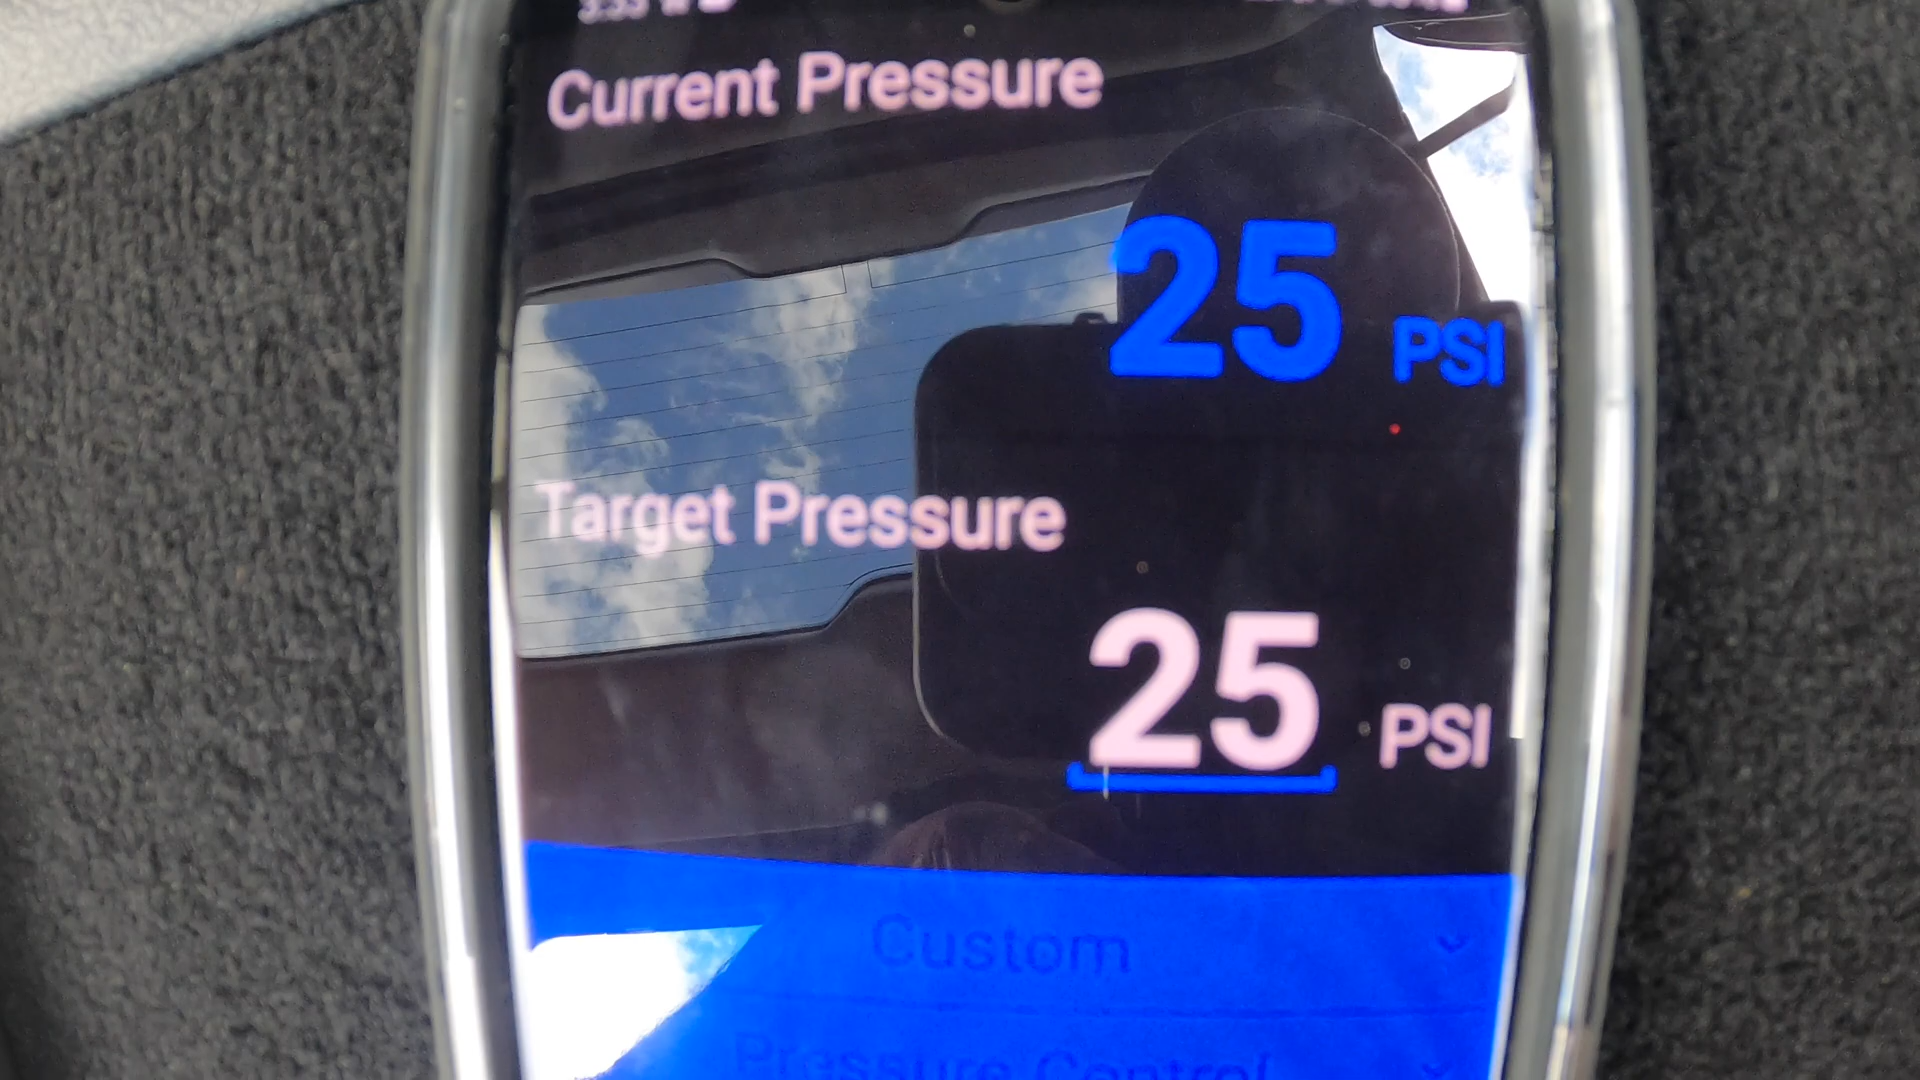 Current Pressure
25 PSI
Target Pressure
25 PSI
Custom
Pressure Control